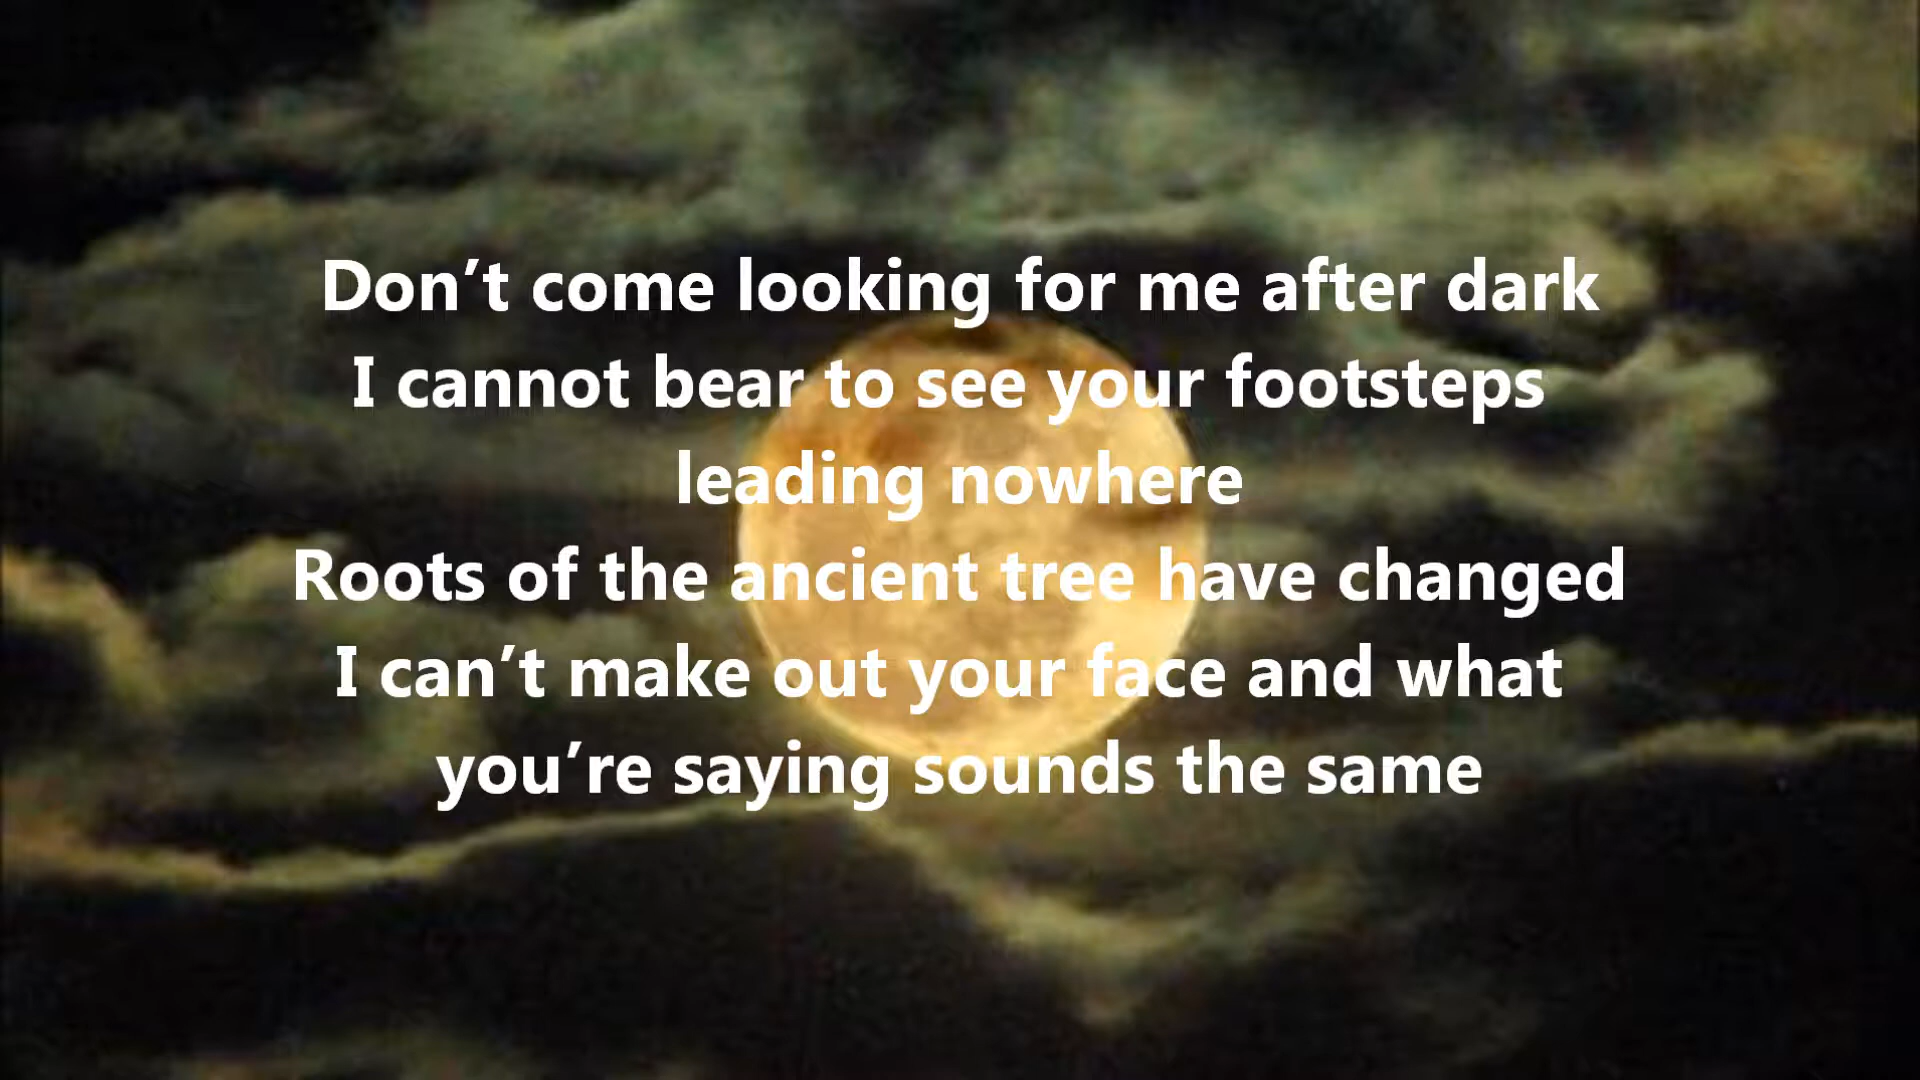 Don’t come looking for me after dark
I cannot bear to see your footsteps
leading nowhere
Roots of the ancient tree have changed
I can’t make out your face and what
you’re saying sounds the same